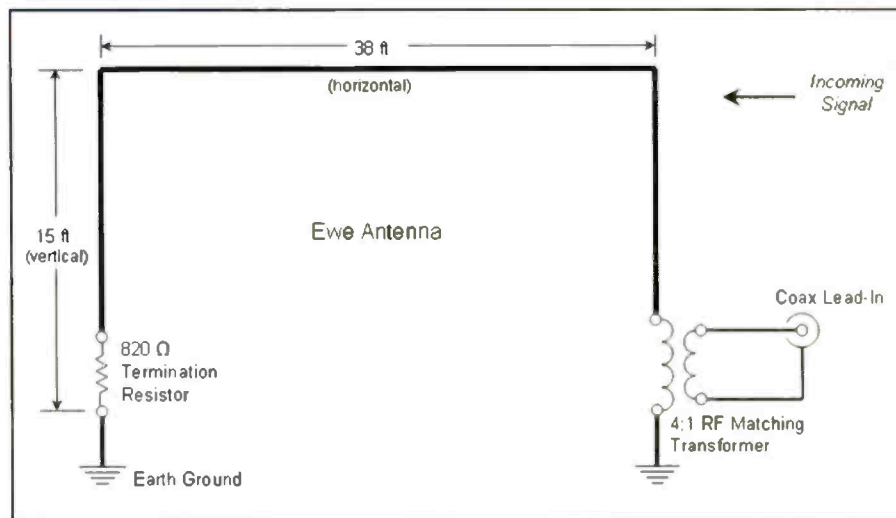 38 ft
(horizontal)
Incoming
Signal
15 ft
(vertical)
Ewe Antenna
Coax Lead-In
820 Ω
Termination
Resistor
4:1 RF Matching
Transformer
Earth Ground